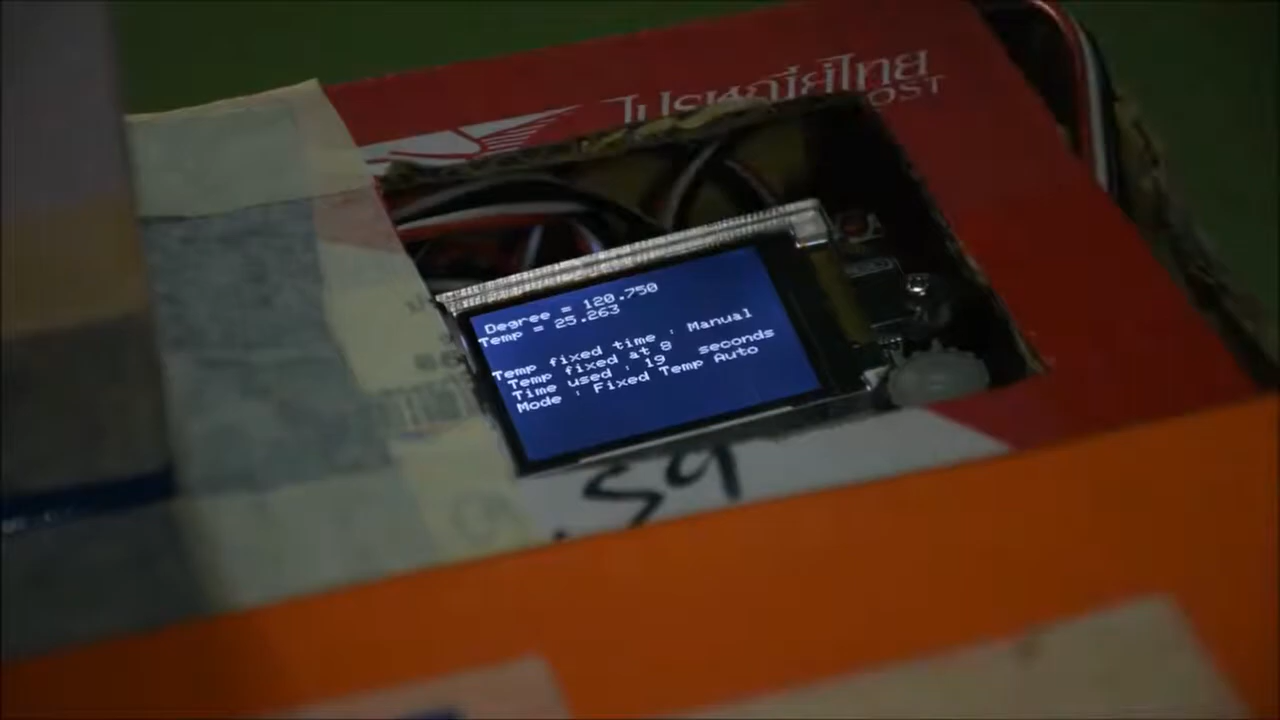 ไปรษณีย์ไทย
OST
Degree = 120.750
Temp = 25.263
Temp fixed time : Manual
Temp fixed at 8
Time used : 19 seconds
Mode : Fixed Temp Auto